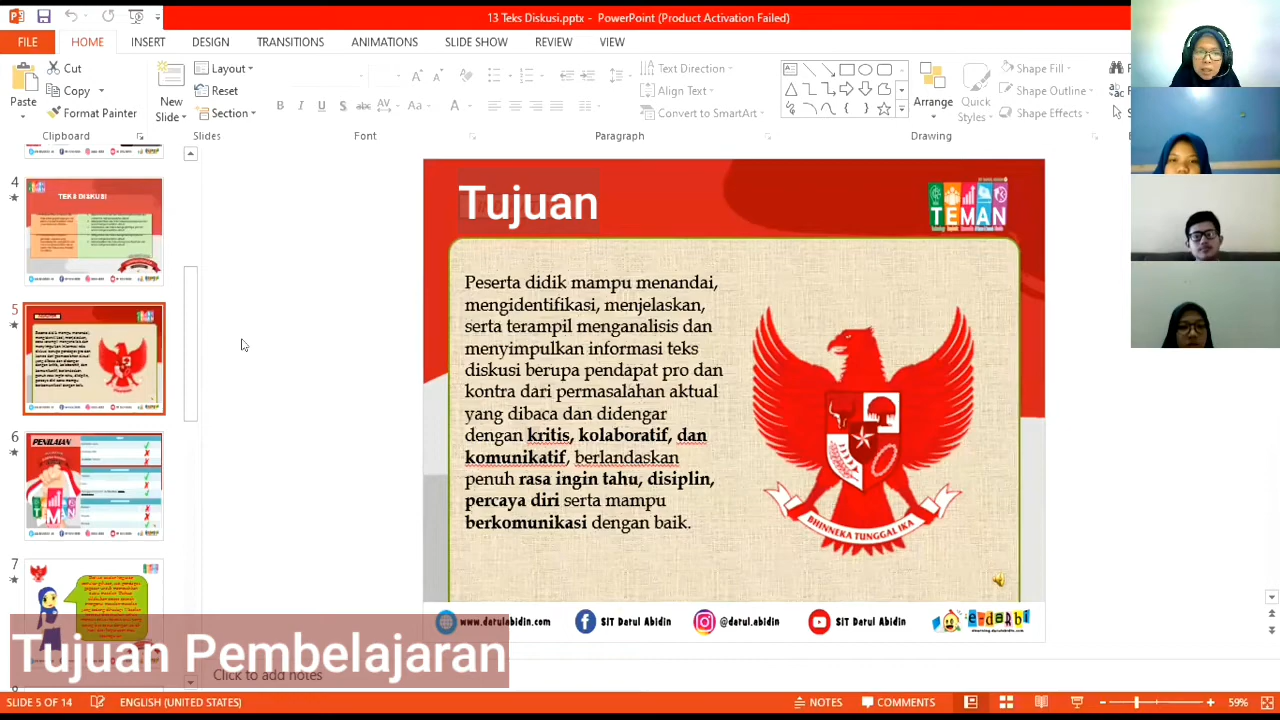 13 Teks Diskusi.pptx - PowerPoint (Product Activation Failed)
FILE HOME INSERT DESIGN TRANSITIONS ANIMATIONS SLIDE SHOW REVIEW VIEW
Cut
Copy
Format Painter
Paste
New
Slide
Layout
Reset
Section
Text Direction
Align Text
Convert to SmartArt
Arrange
Quick
Styles
Shape Fill
Shape Outline
Shape Effects
Clipboard Slides Font Paragraph Drawing
4
TEKS DISKUSI
5
6
PENILAIAN
7
Tujuan
TEMAN
Peserta didik mampu menandai,
mengidentifikasi, menjelaskan,
serta terampil menganalisis dan
menyimpulkan informasi teks
diskusi berupa pendapat pro dan
kontra dari permasalahan aktual
yang dibaca dan didengar
dengan kritis, kolaboratif, dan
komunikatif, berlandaskan
penuh rasa ingin tahu, disiplin,
percaya diri serta mampu
berkomunikasi dengan baik.
BHINNEKA TUNGGAL IKA
www.darulabidin.com SIT Darul Abidin @darul.abidin SIT Darul Abidin
Tujuan Pembelajaran
Click to add notes
SLIDE 5 OF 14 ENGLISH (UNITED STATES) NOTES COMMENTS 59%